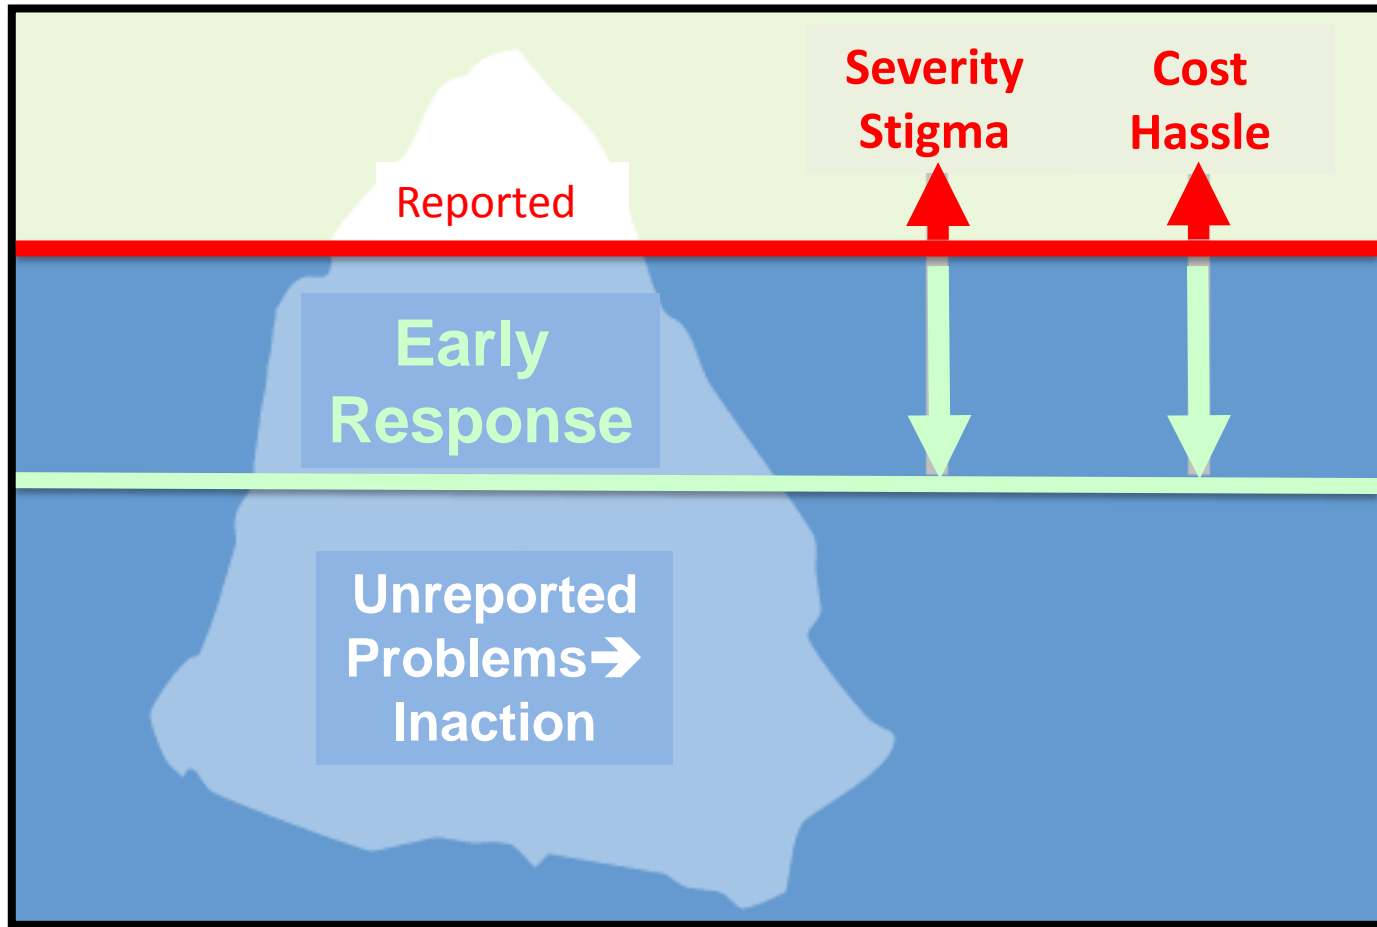 Severity
Stigma
Cost
Hassle
Reported
Early
Response
Unreported
Problems➔
Inaction